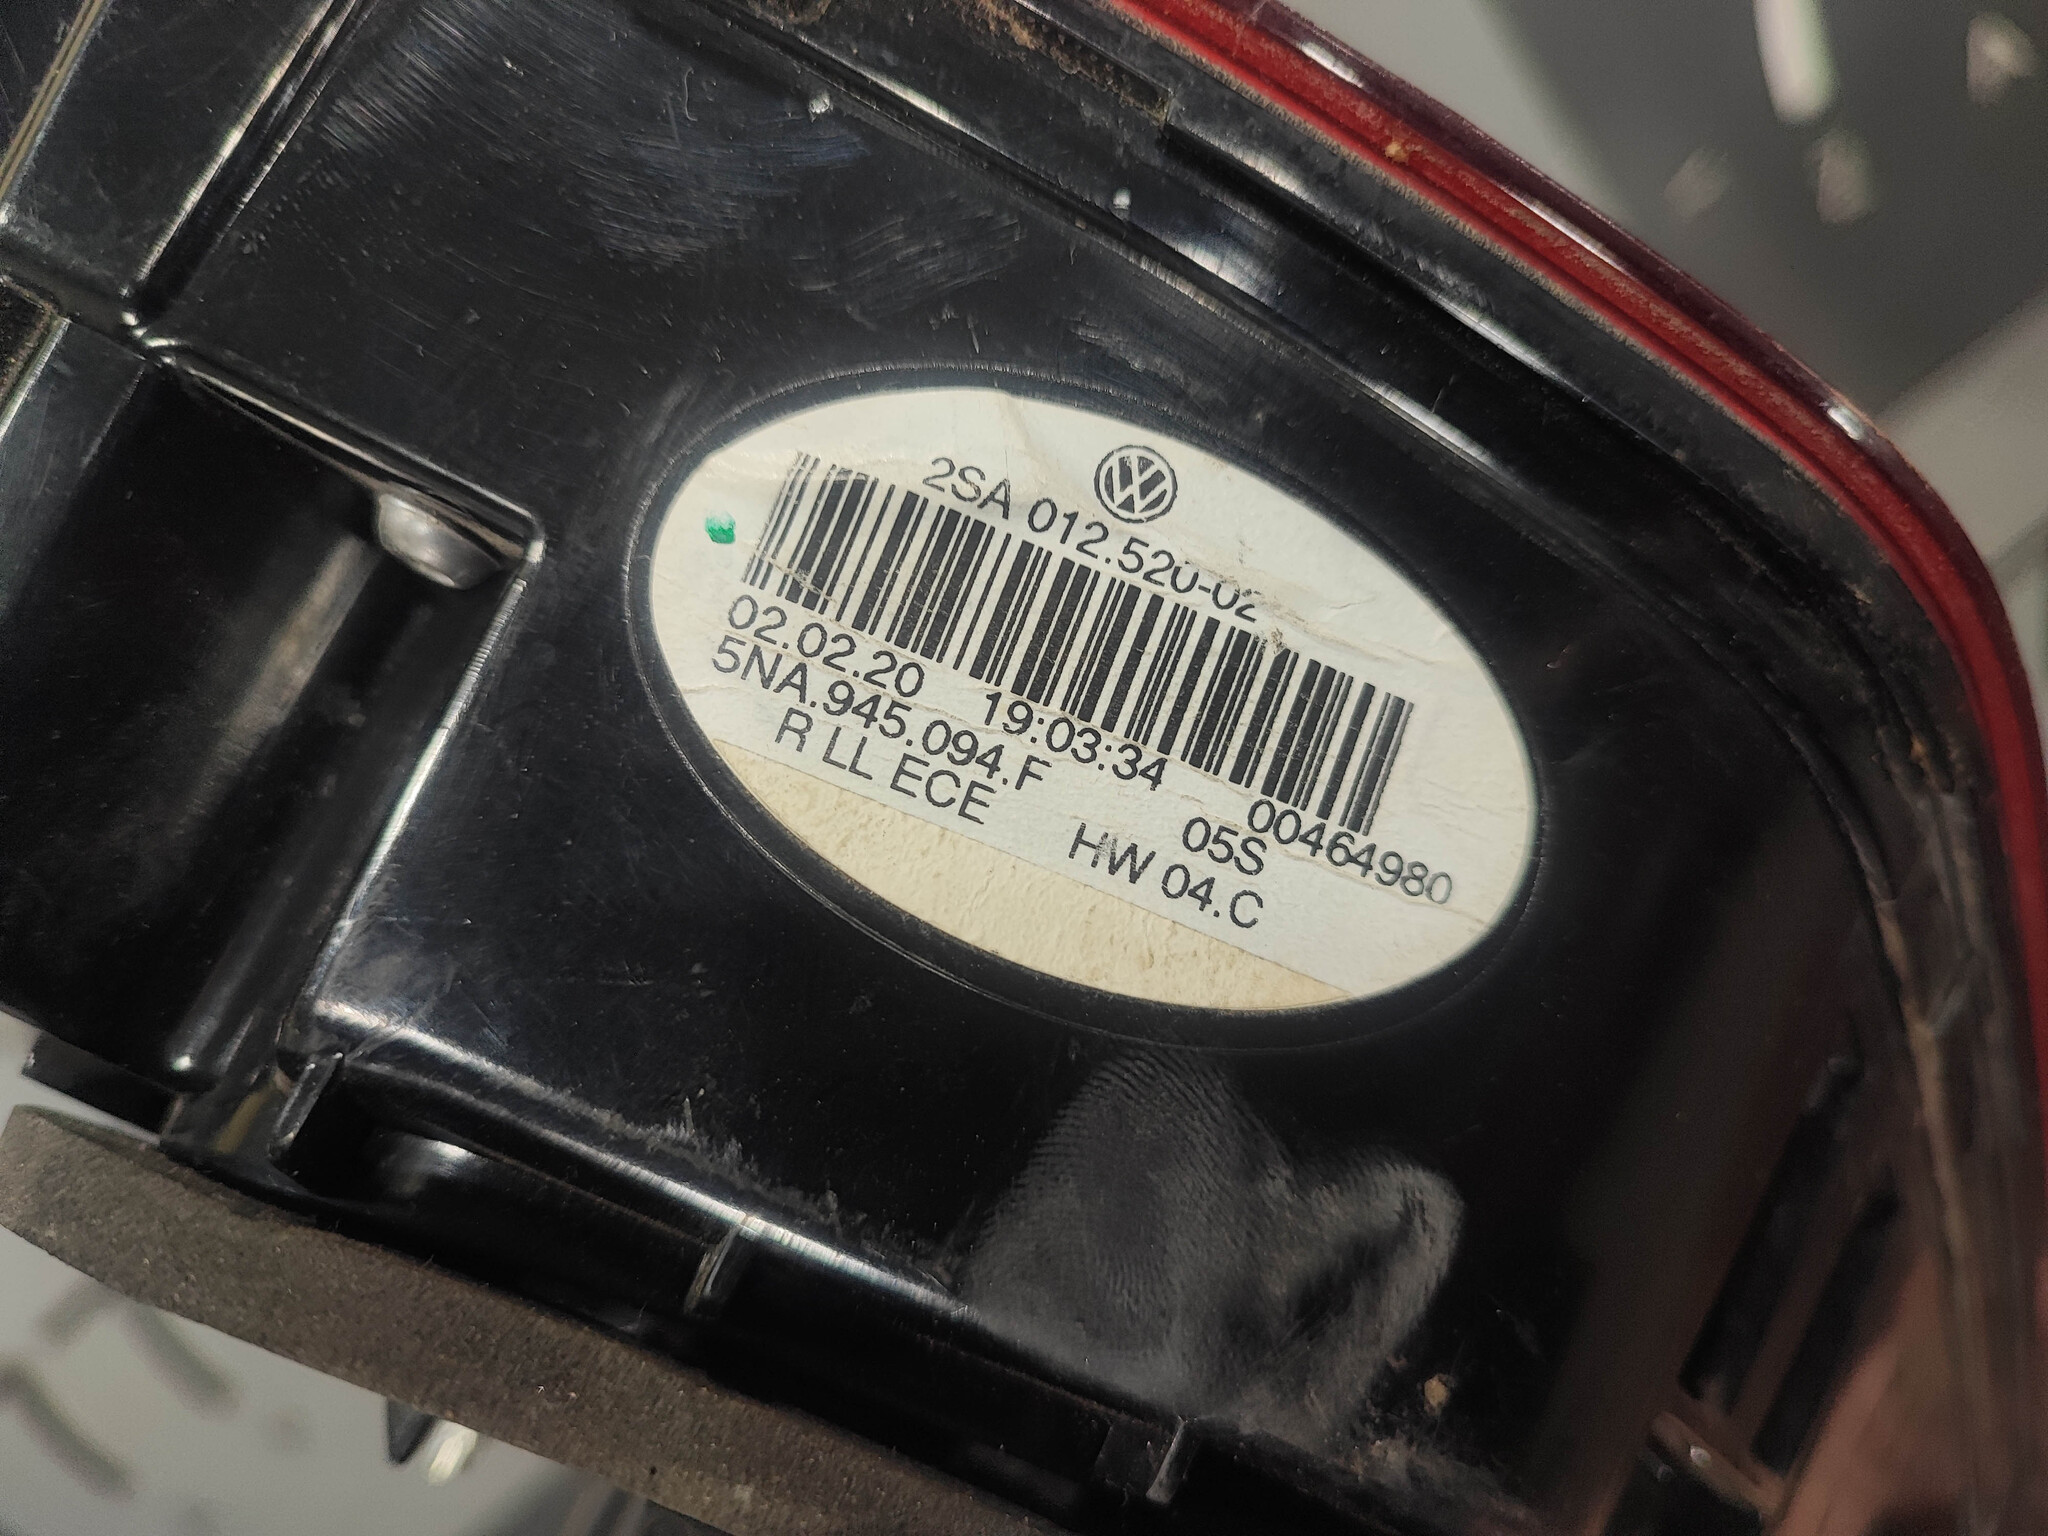 2SA 012.520-02
02.02.20 19:03:34 00464980
5NA.945.094.F 05S
R LL ECE HW 04.C